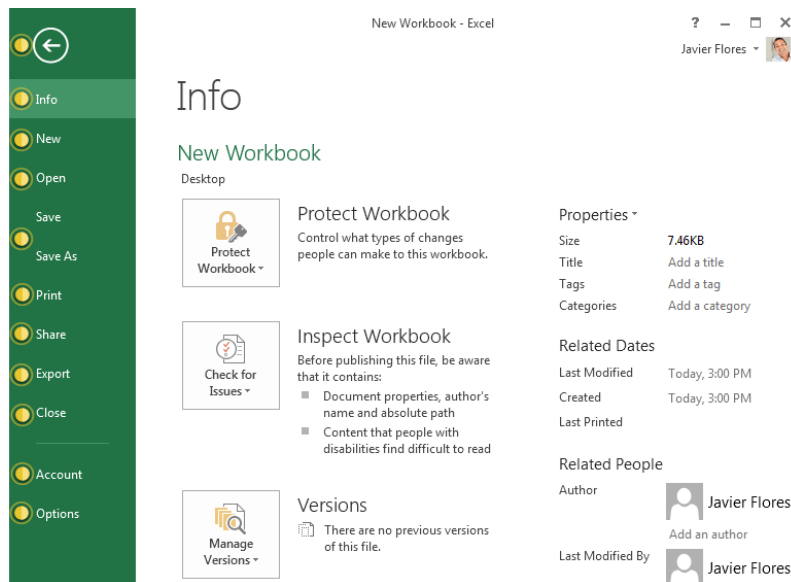 New Workbook - Excel
?
Javier Flores
Info
New
Open
Save
Save As
Print
Share
Export
Close
Account
Options
Info
New Workbook
Desktop
Protect
Workbook
Protect Workbook
Control what types of changes
people can make to this workbook.
Check for
Issues
Inspect Workbook
Before publishing this file, be aware
that it contains:
Document properties, author's
name and absolute path
Content that people with
disabilities find difficult to read
Manage
Versions
Versions
There are no previous versions
of this file.
Properties
Size 7.46KB
Title Add a title
Tags Add a tag
Categories Add a category
Related Dates
Last Modified Today, 3:00 PM
Created Today, 3:00 PM
Last Printed
Related People
Author Javier Flores
Add an author
Last Modified By Javier Flores